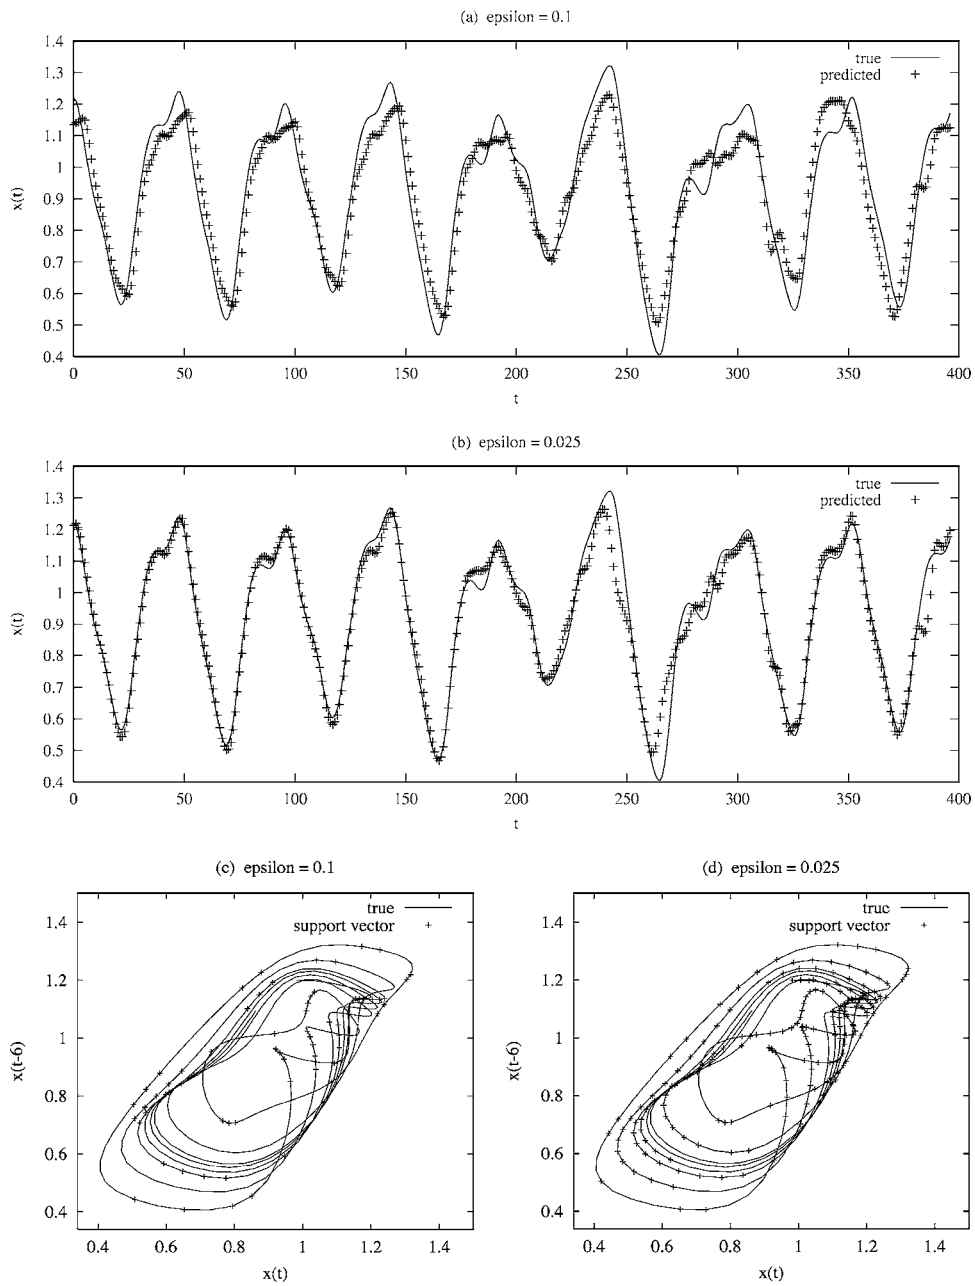 (a) epsilon = 0.1
1.4
1.3
1.2
1.1
1
0.9
0.8
0.7
0.6
0.5
0.4
x(t)
true
predicted
0 50 100 150 200 250 300 350 400
t
(b) epsilon = 0.025
1.4
1.3
1.2
1.1
1
0.9
0.8
0.7
0.6
0.5
0.4
x(t)
true
predicted
0 50 100 150 200 250 300 350 400
t
(c) epsilon = 0.1
1.4
1.2
1
0.8
0.6
0.4
x(t-6)
true
support vector
0.4 0.6 0.8 1 1.2 1.4
x(t)
(d) epsilon = 0.025
1.4
1.2
1
0.8
0.6
0.4
x(t-6)
true
support vector
0.4 0.6 0.8 1 1.2 1.4
x(t)